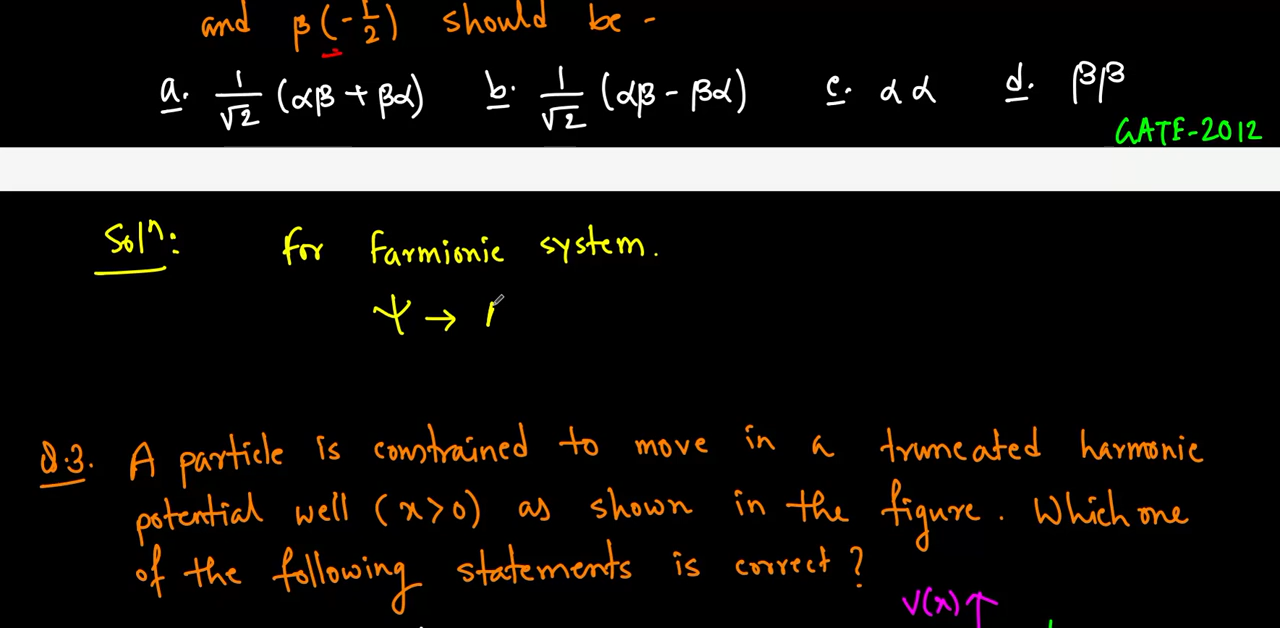 and β(-1/2) should be -
a. 1/√2 (αβ + βα) b. 1/√2 (αβ - βα) c. αα d. ββ
GATE-2012
Solⁿ: For Farmionic system.
Ψ →
Q.3. A particle is constrained to move in a truncated harmonic
potential well (x>0) as shown in the figure. Which one
of the following statements is correct?
V(x)↑